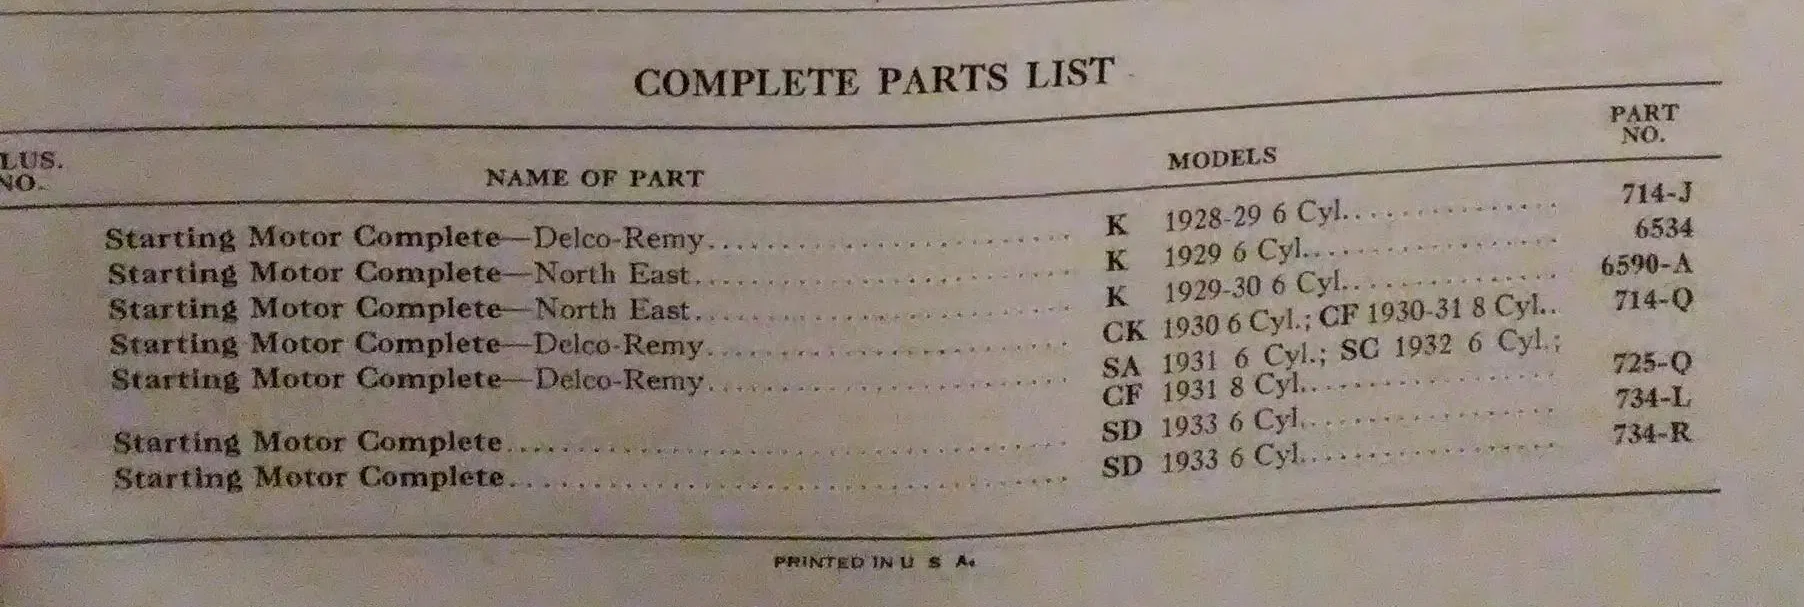 COMPLETE PARTS LIST
LUS. NAME OF PART MODELS PART
NO. NO.
Starting Motor Complete—Delco-Remy.......... K 1928-29 6 Cyl.......... 714-J
Starting Motor Complete—North East.......... K 1929 6 Cyl.......... 6534
Starting Motor Complete—North East.......... K 1929-30 6 Cyl.......... 6590-A
Starting Motor Complete—Delco-Remy.......... CK 1930 6 Cyl.; CF 1930-31 8 Cyl.. 714-Q
Starting Motor Complete—Delco-Remy.......... SA 1931 6 Cyl.; SC 1932 6 Cyl.;
CF 1931 8 Cyl.......... 725-Q
Starting Motor Complete.......... SD 1933 6 Cyl.......... 734-L
Starting Motor Complete.......... SD 1933 6 Cyl.......... 734-R
PRINTED IN U S A.